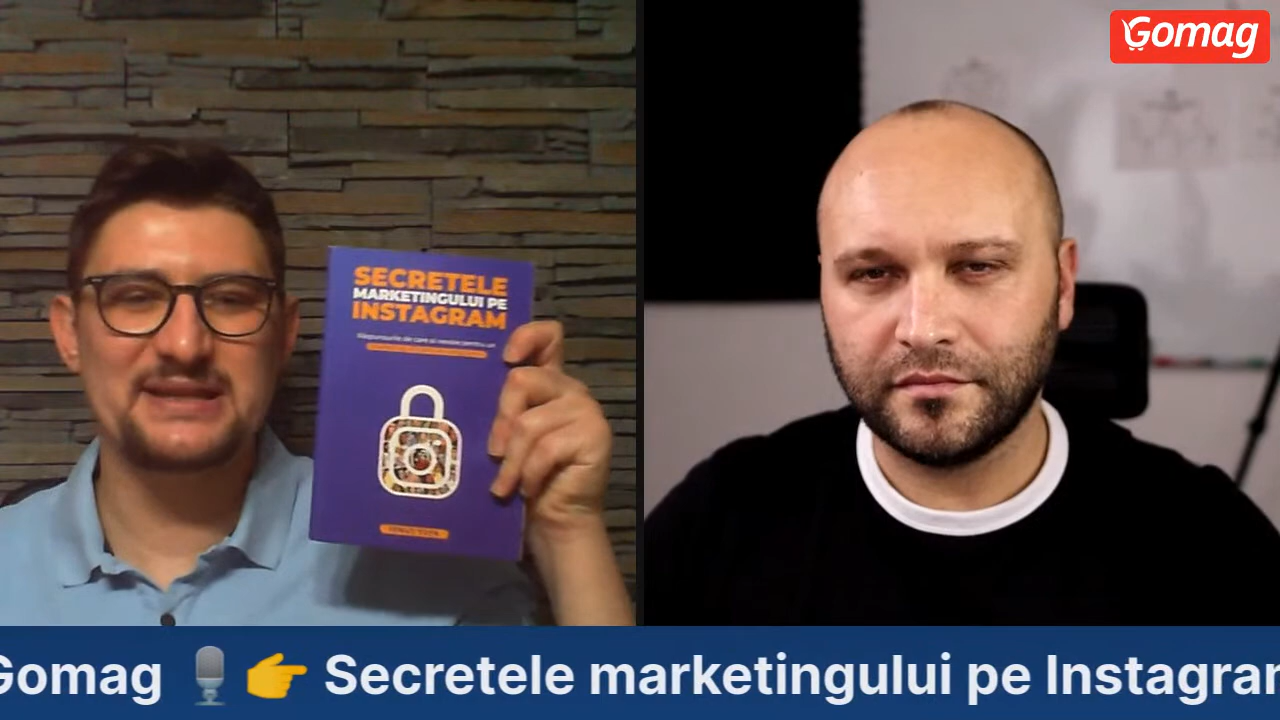 Gomag
SECRETELE
MARKETINGULUI PE
INSTAGRAM
Gomag 🎙️👉 Secretele marketingului pe Instagram